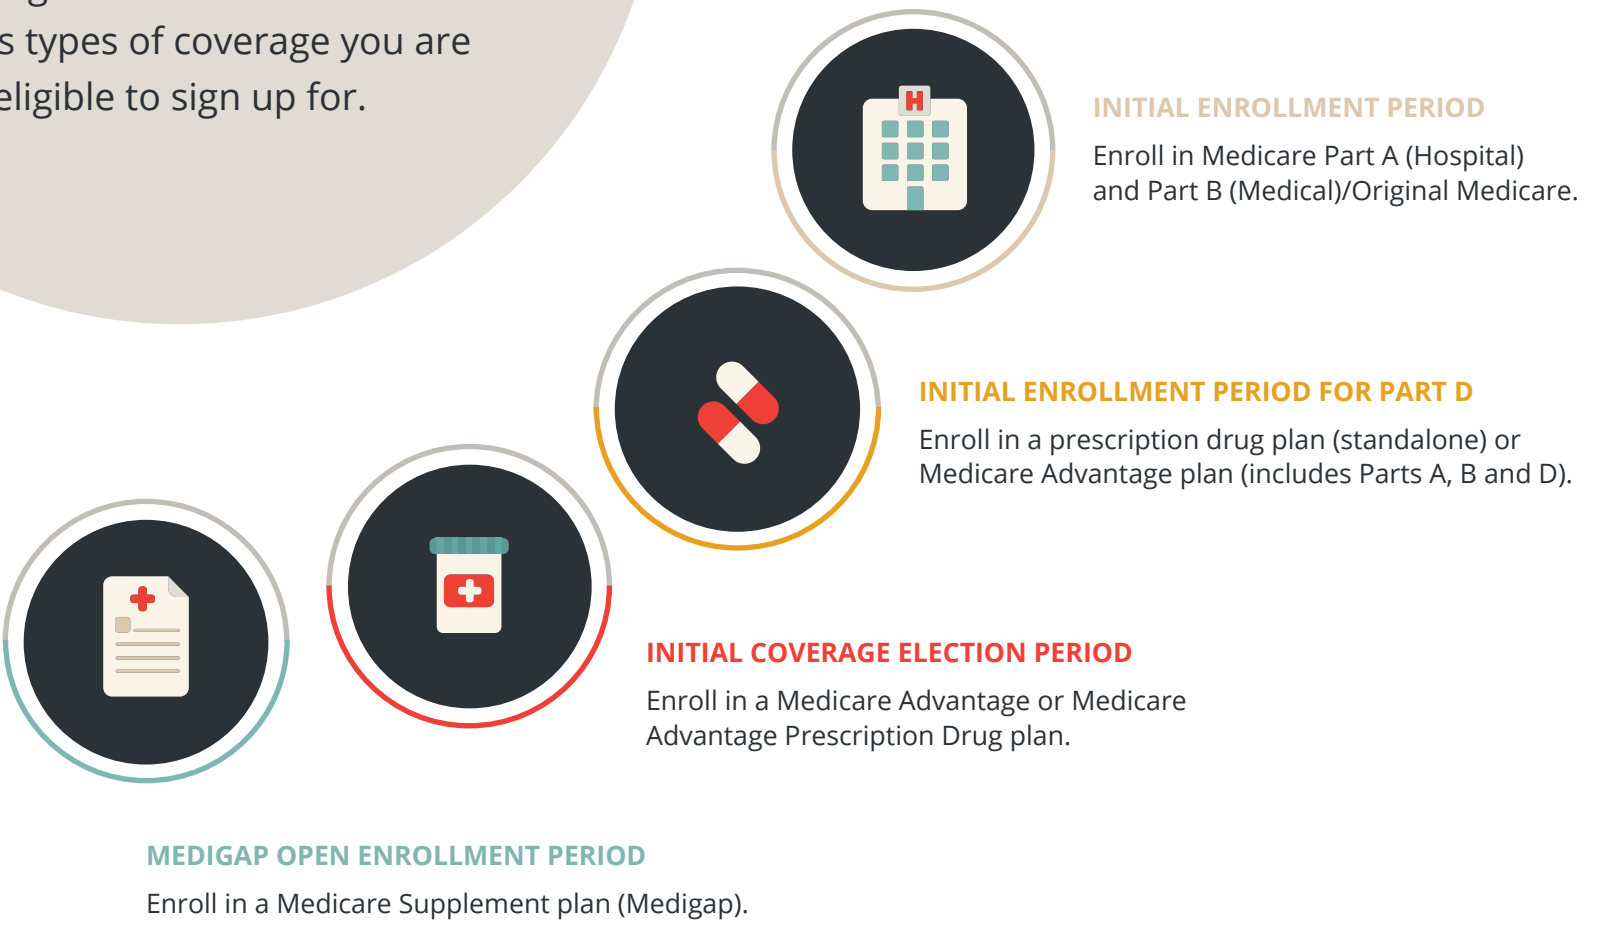 s types of coverage you are
eligible to sign up for.
H
INITIAL ENROLLMENT PERIOD
Enroll in Medicare Part A (Hospital)
and Part B (Medical)/Original Medicare.
INITIAL ENROLLMENT PERIOD FOR PART D
Enroll in a prescription drug plan (standalone) or
Medicare Advantage plan (includes Parts A, B and D).
INITIAL COVERAGE ELECTION PERIOD
Enroll in a Medicare Advantage or Medicare
Advantage Prescription Drug plan.
MEDIGAP OPEN ENROLLMENT PERIOD
Enroll in a Medicare Supplement plan (Medigap).